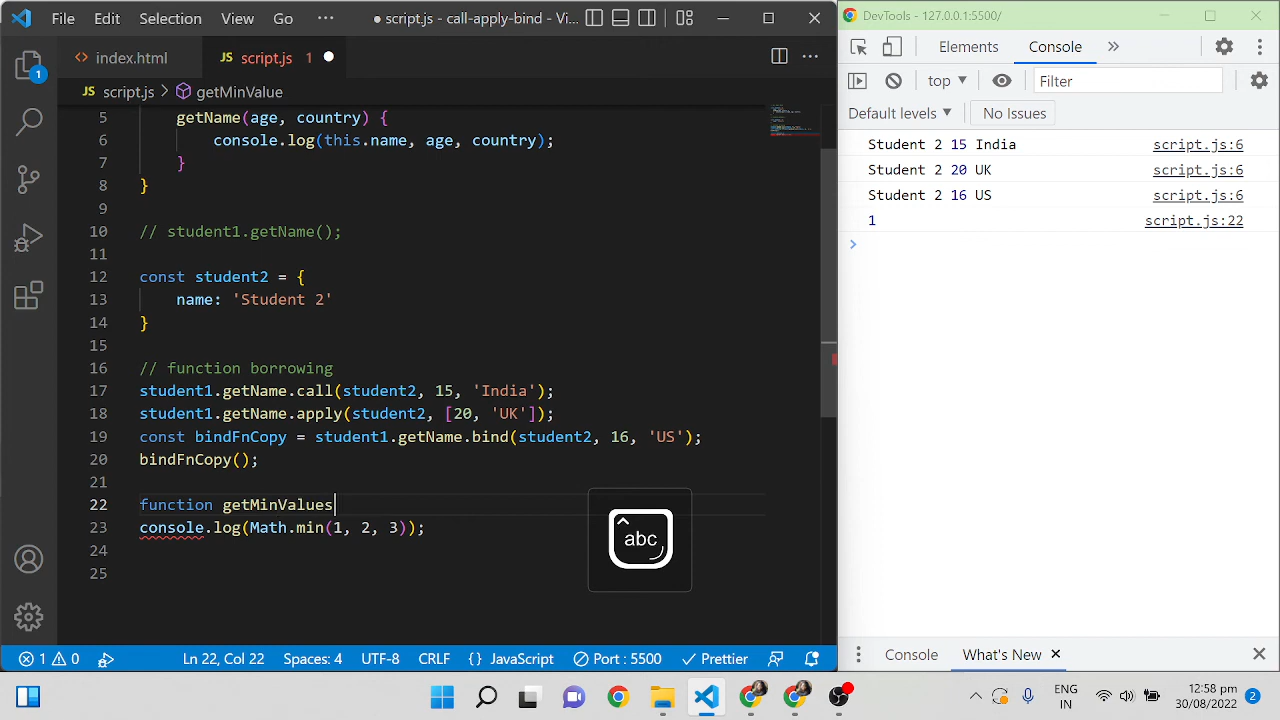 File Edit Selection View Go ··· ● script.js - call-apply-bind - Vi...
index.html JS script.js 1
JS script.js > getMinValue
5 getName(age, country) {
console.log(this.name, age, country);
7 }
8 }
9
10 // student1.getName();
11
12 const student2 = {
13 name: 'Student 2'
14 }
15
16 // function borrowing
17 student1.getName.call(student2, 15, 'India');
18 student1.getName.apply(student2, [20, 'UK']);
19 const bindFnCopy = student1.getName.bind(student2, 16, 'US');
20 bindFnCopy();
21
22 function getMinValues
23 console.log(Math.min(1, 2, 3));
24
25
abc
1
1 0 Ln 22, Col 22 Spaces: 4 UTF-8 CRLF {} JavaScript Port : 5500 Prettier
DevTools - 127.0.0.1:5500/
Elements Console
top Filter
Default levels No Issues
Student 2 15 India script.js:6
Student 2 20 UK script.js:6
Student 2 16 US script.js:6
1 script.js:22
Console What's New
ENG
IN
12:58 pm
30/08/2022
2